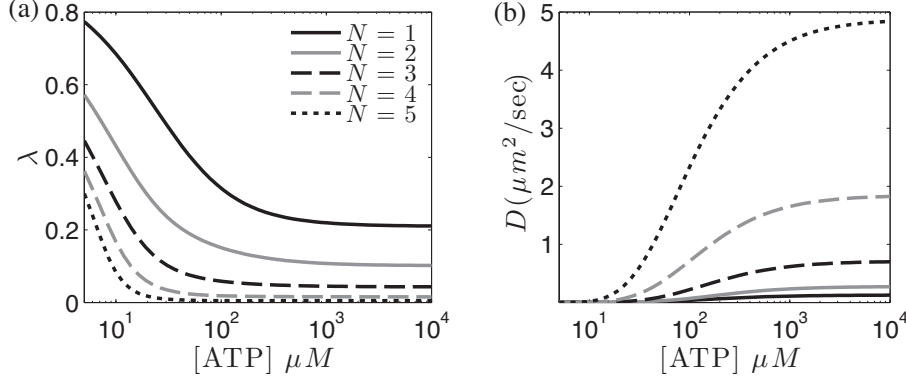 (a)
0.8
0.6
0.4
0.2
0
λ
N = 1
N = 2
N = 3
N = 4
N = 5
10^1
10^2
10^3
10^4
[ATP] μM
(b)
5
4
3
2
1
D(μm^2/sec)
10^1
10^2
10^3
10^4
[ATP] μM